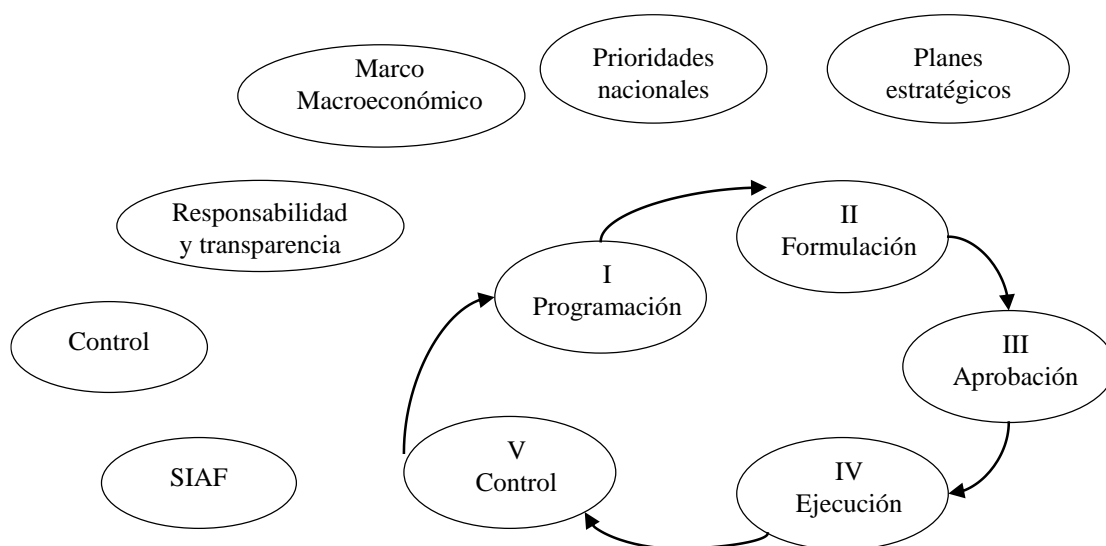 Marco
Macroeconómico
Prioridades
nacionales
Planes
estratégicos
Responsabilidad
y transparencia
Control
SIAF
I
Programación
II
Formulación
III
Aprobación
IV
Ejecución
V
Control